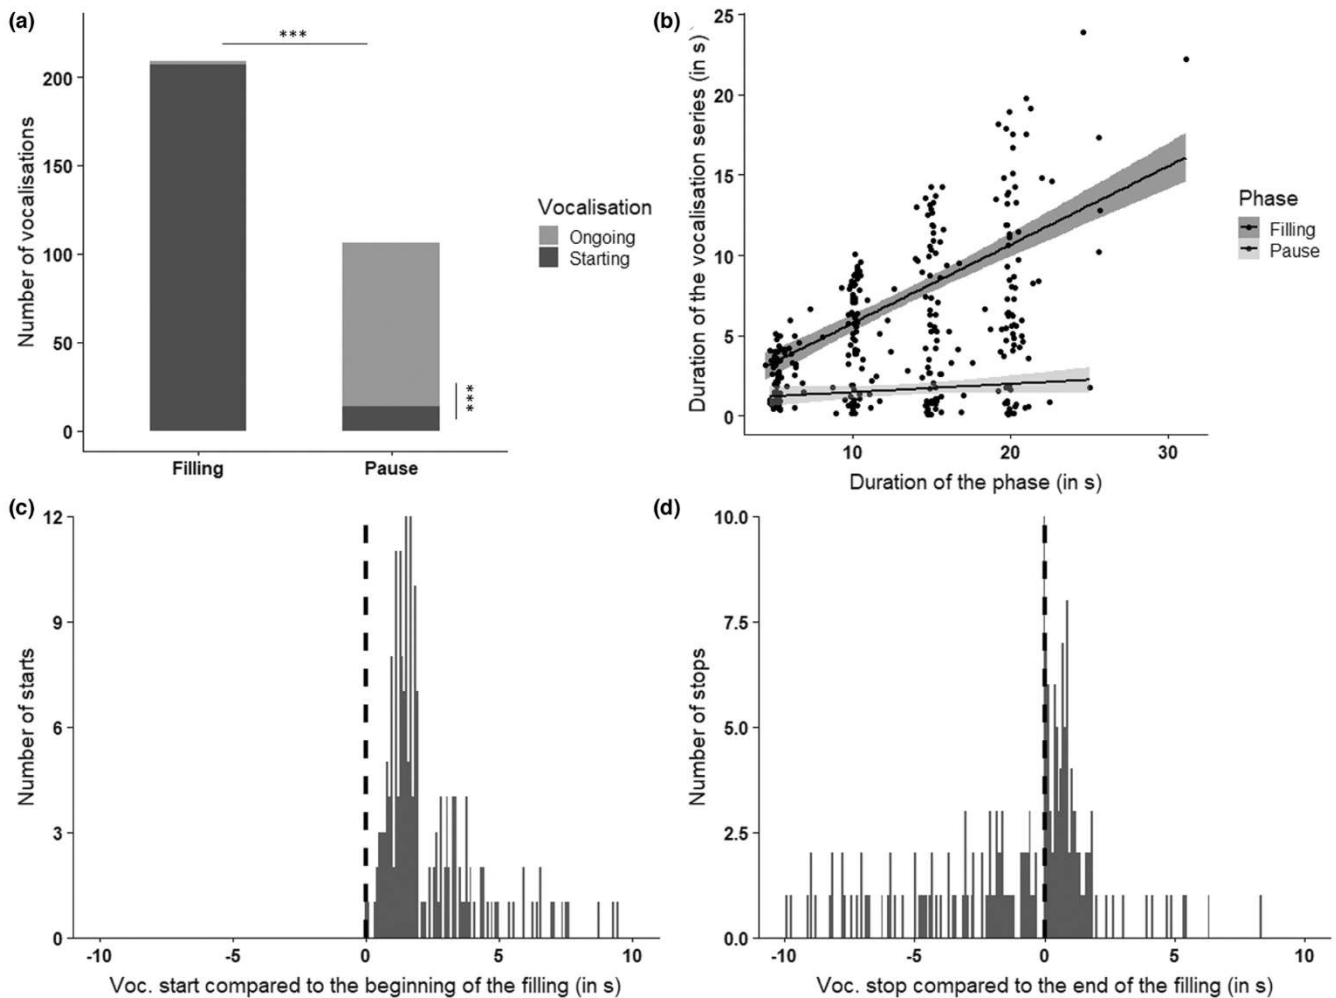 (a)
***
Number of vocalisations
200
150
100
50
0
***
Filling
Pause
Vocalisation
Ongoing
Starting
(b)
Duration of the vocalisation series (in s)
25
20
15
10
5
0
10
20
30
Duration of the phase (in s)
Phase
Filling
Pause
(c)
Number of starts
12
9
6
3
0
-10
-5
0
5
10
Voc. start compared to the beginning of the filling (in s)
(d)
Number of stops
10.0
7.5
5.0
2.5
0.0
-10
-5
0
5
10
Voc. stop compared to the end of the filling (in s)